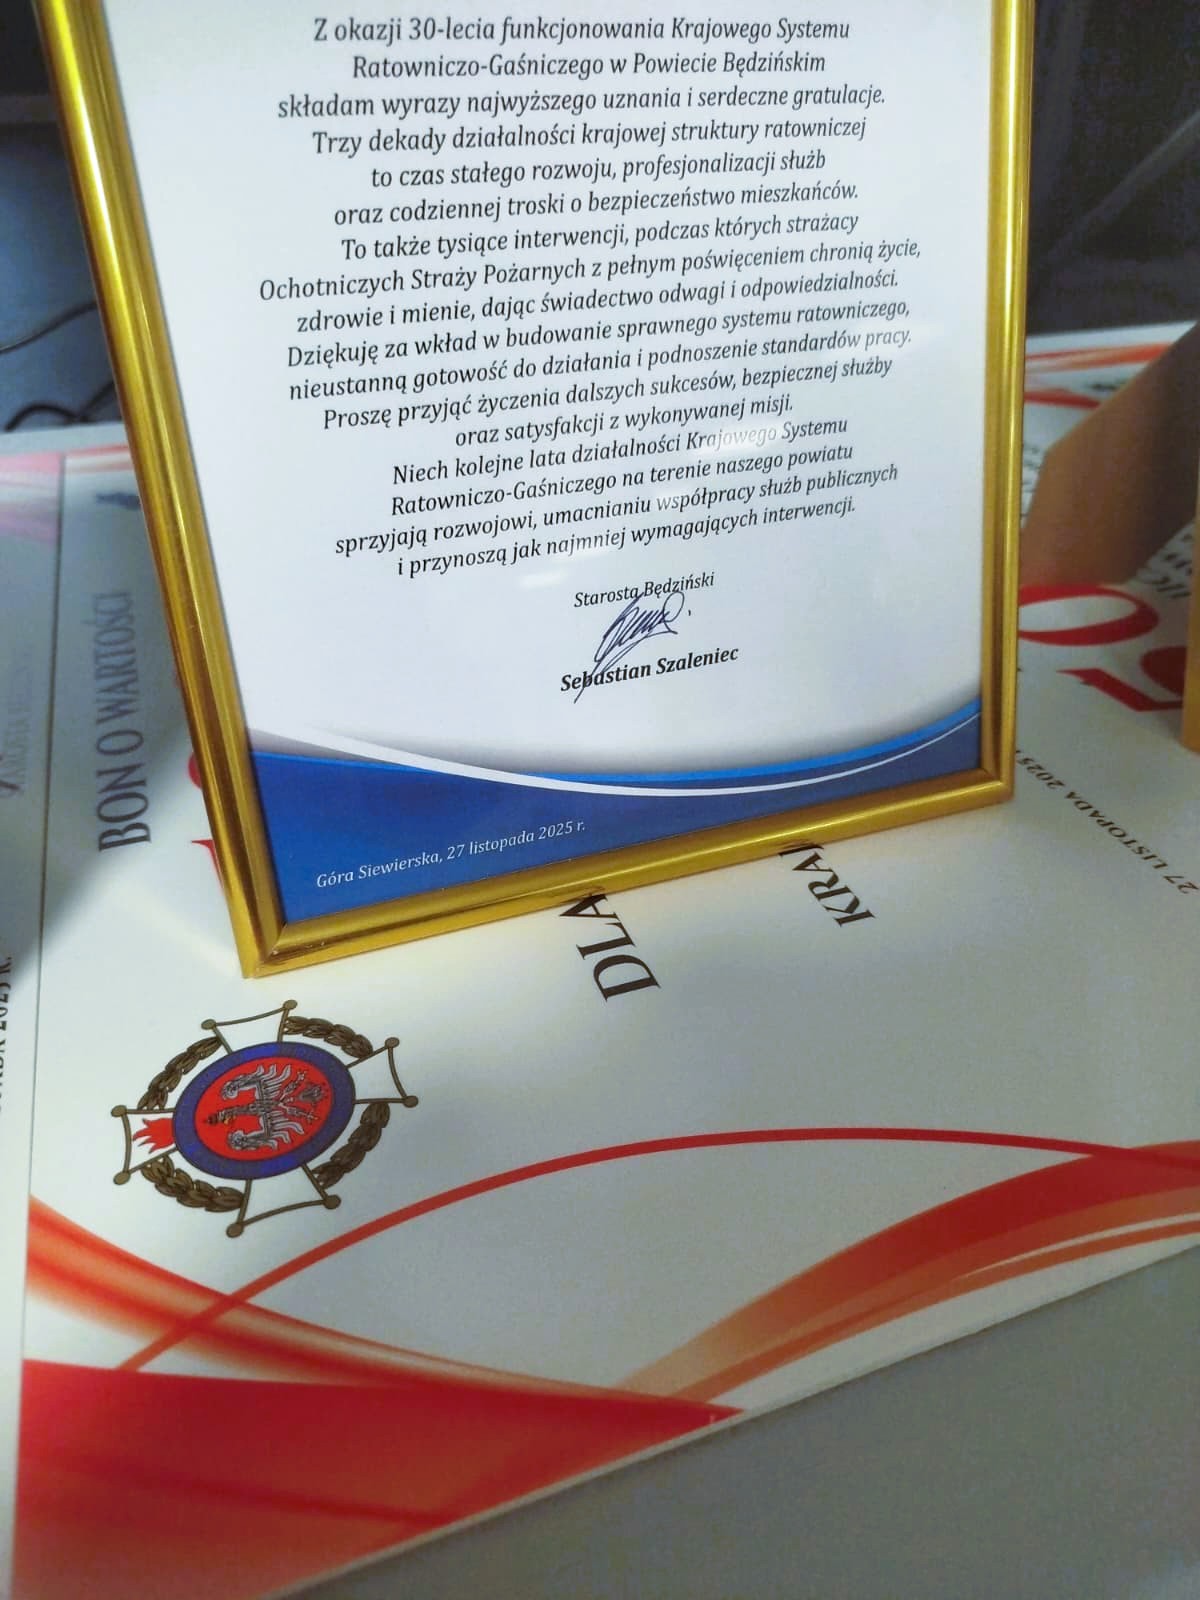 Z okazji 30-lecia funkcjonowania Krajowego Systemu
Ratowniczo-Gaśniczego w Powiecie Będzińskim
składam wyrazy najwyższego uznania i serdeczne gratulacje.
Trzy dekady działalności krajowej struktury ratowniczej
to czas stałego rozwoju, profesjonalizacji służb
oraz codziennej troski o bezpieczeństwo mieszkańców.
To także tysiące interwencji, podczas których strażacy
Ochotniczych Straży Pożarnych z pełnym poświęceniem chronią życie,
zdrowie i mienie, dając świadectwo odwagi i odpowiedzialności.
Dziękuję za wkład w budowanie sprawnego systemu ratowniczego,
nieustanną gotowość do działania i podnoszenie standardów pracy.
Proszę przyjąć życzenia dalszych sukcesów, bezpiecznej służby
oraz satysfakcji z wykonywanej misji.
Niech kolejne lata działalności Krajowego Systemu
Ratowniczo-Gaśniczego na terenie naszego powiatu
sprzyjają rozwojowi, umacnianiu współpracy służb publicznych
i przynoszą jak najmniej wymagających interwencji.
Starosta Będziński
Sebastian Szaleniec
Góra Siewierska, 27 listopada 2025 r.
BON O WARTOŚCI
DLA
KRAJ
27 LISTOPADA 2025